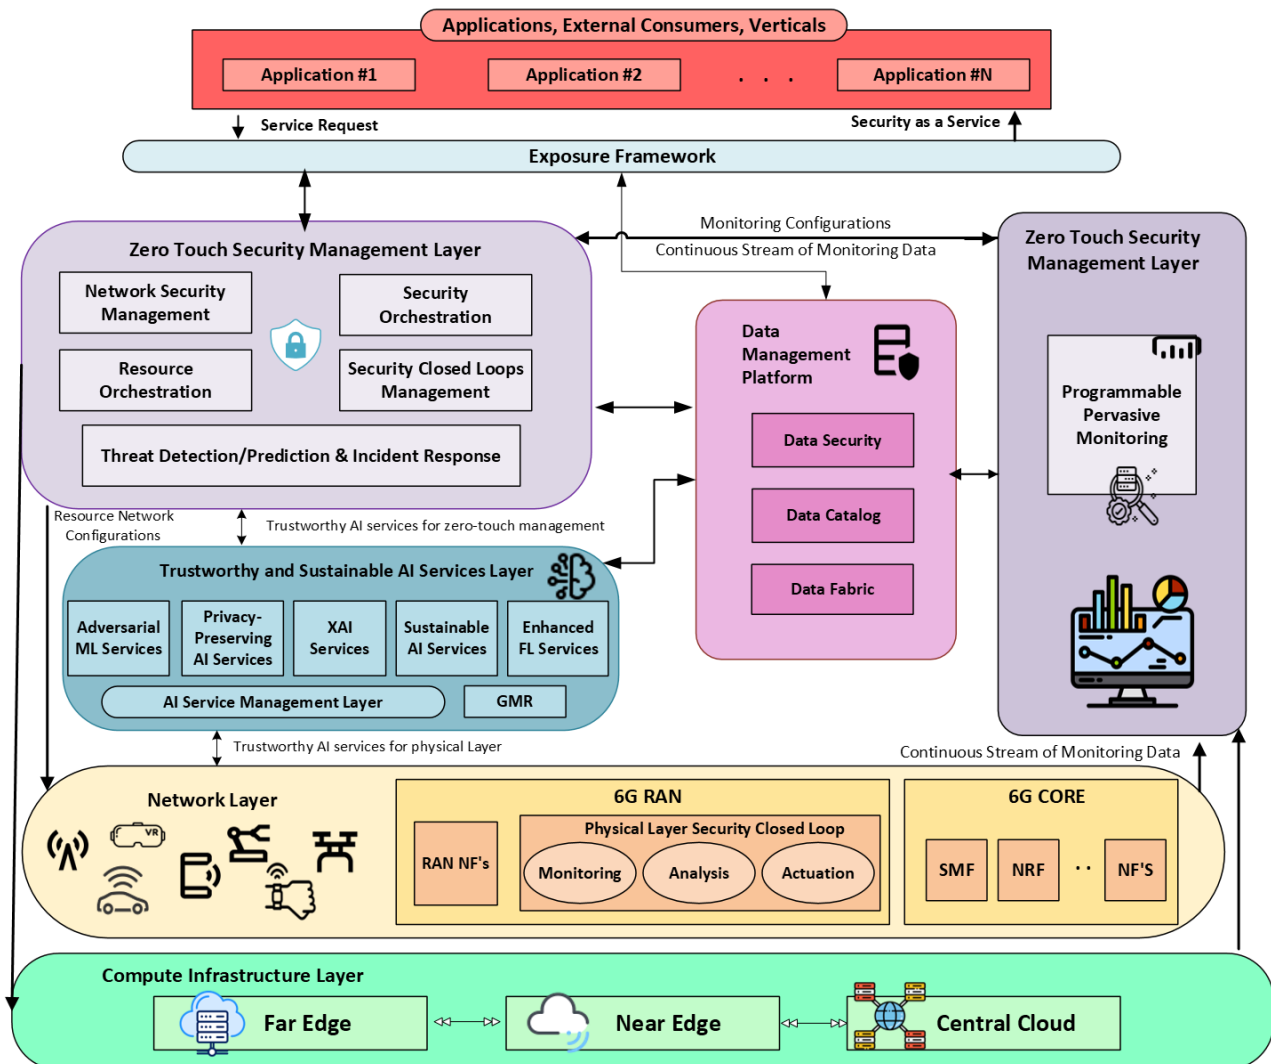 Applications, External Consumers, Verticals
Application #1
Application #2
. . .
Application #N
Service Request
Security as a Service
Exposure Framework
Monitoring Configurations
Continuous Stream of Monitoring Data
Zero Touch Security Management Layer
Network Security
Management
Security
Orchestration
Resource
Orchestration
Security Closed Loops
Management
Threat Detection/Prediction & Incident Response
Data
Management
Platform
Data Security
Data Catalog
Data Fabric
Zero Touch Security
Management Layer
Programmable
Pervasive
Monitoring
Resource Network
Configurations
Trustworthy AI services for zero-touch management
Trustworthy and Sustainable AI Services Layer
Adversarial
ML Services
Privacy-
Preserving
AI Services
XAI
Services
Sustainable
AI Services
Enhanced
FL Services
AI Service Management Layer
GMR
Trustworthy AI services for physical Layer
Continuous Stream of Monitoring Data
Network Layer
VR
6G RAN
RAN NF's
Physical Layer Security Closed Loop
Monitoring
Analysis
Actuation
6G CORE
SMF
NRF
. .
NF'S
Compute Infrastructure Layer
Far Edge
Near Edge
Central Cloud